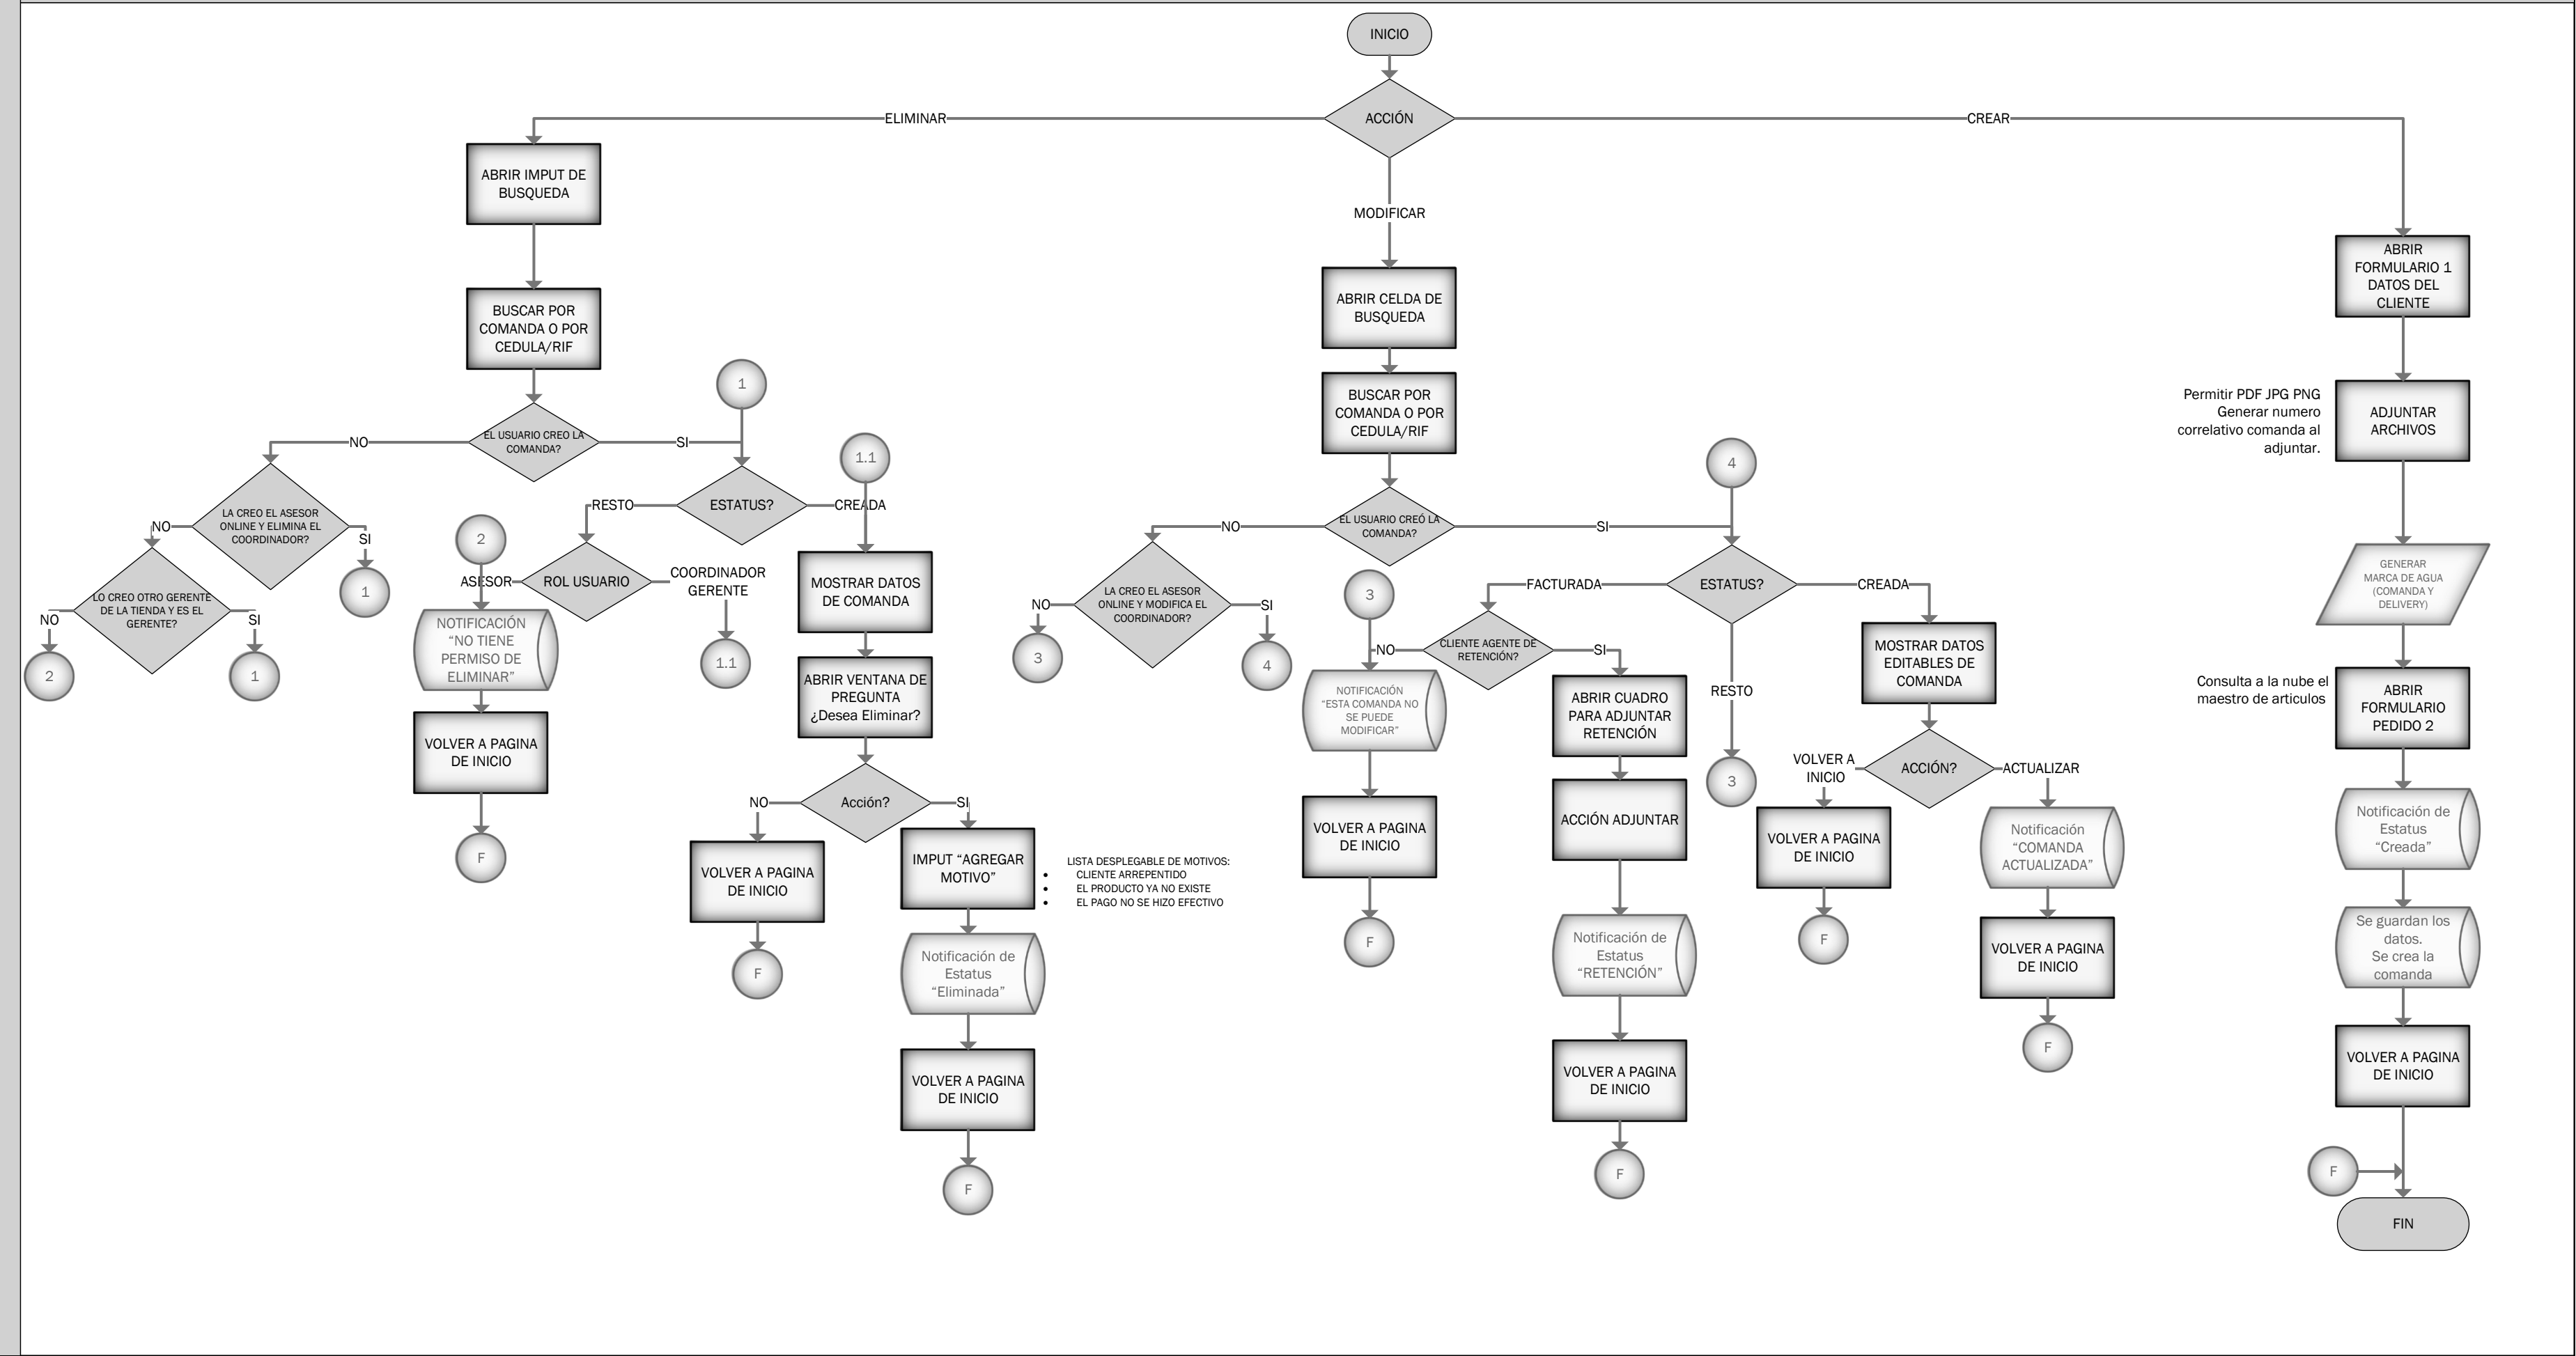 INICIO
ACCIÓN
ELIMINAR
CREAR
MODIFICAR
ABRIR IMPUT DE
BUSQUEDA
BUSCAR POR
COMANDA O POR
CEDULA/RIF
1
EL USUARIO CREO LA
COMANDA?
NO
SI
1.1
LA CREO EL ASESOR
ONLINE Y ELIMINA EL
COORDINADOR?
NO
SI
1
LO CREO OTRO GERENTE
DE LA TIENDA Y ES EL
GERENTE?
NO
SI
2
1
ESTATUS?
RESTO
CREADA
2
ROL USUARIO
ASESOR
COORDINADOR
GERENTE
1.1
NOTIFICACIÓN
“NO TIENE
PERMISO DE
ELIMINAR”
VOLVER A PAGINA
DE INICIO
F
MOSTRAR DATOS
DE COMANDA
ABRIR VENTANA DE
PREGUNTA
¿Desea Eliminar?
Acción?
NO
SI
VOLVER A PAGINA
DE INICIO
F
IMPUT “AGREGAR
MOTIVO”
LISTA DESPLEGABLE DE MOTIVOS:
• CLIENTE ARREPENTIDO
• EL PRODUCTO YA NO EXISTE
• EL PAGO NO SE HIZO EFECTIVO
Notificación de
Estatus
“Eliminada”
VOLVER A PAGINA
DE INICIO
F
ABRIR CELDA DE
BUSQUEDA
BUSCAR POR
COMANDA O POR
CEDULA/RIF
4
EL USUARIO CREÓ LA
COMANDA?
NO
SI
LA CREO EL ASESOR
ONLINE Y MODIFICA EL
COORDINADOR?
NO
SI
3
4
3
ESTATUS?
FACTURADA
CREADA
RESTO
3
CLIENTE AGENTE DE
RETENCIÓN?
NO
SI
NOTIFICACIÓN
“ESTA COMANDA NO
SE PUEDE
MODIFICAR”
VOLVER A PAGINA
DE INICIO
F
ABRIR CUADRO
PARA ADJUNTAR
RETENCIÓN
ACCIÓN ADJUNTAR
Notificación de
Estatus
“RETENCIÓN”
VOLVER A PAGINA
DE INICIO
F
MOSTRAR DATOS
EDITABLES DE
COMANDA
ACCIÓN?
VOLVER A
INICIO
ACTUALIZAR
VOLVER A PAGINA
DE INICIO
F
Notificación
“COMANDA
ACTUALIZADA”
VOLVER A PAGINA
DE INICIO
F
ABRIR
FORMULARIO 1
DATOS DEL
CLIENTE
Permitir PDF JPG PNG
Generar numero
correlativo comanda al
adjuntar.
ADJUNTAR
ARCHIVOS
GENERAR
MARCA DE AGUA
(COMANDA Y
DELIVERY)
Consulta a la nube el
maestro de articulos
ABRIR
FORMULARIO
PEDIDO 2
Notificación de
Estatus
“Creada”
Se guardan los
datos.
Se crea la
comanda
VOLVER A PAGINA
DE INICIO
F
FIN